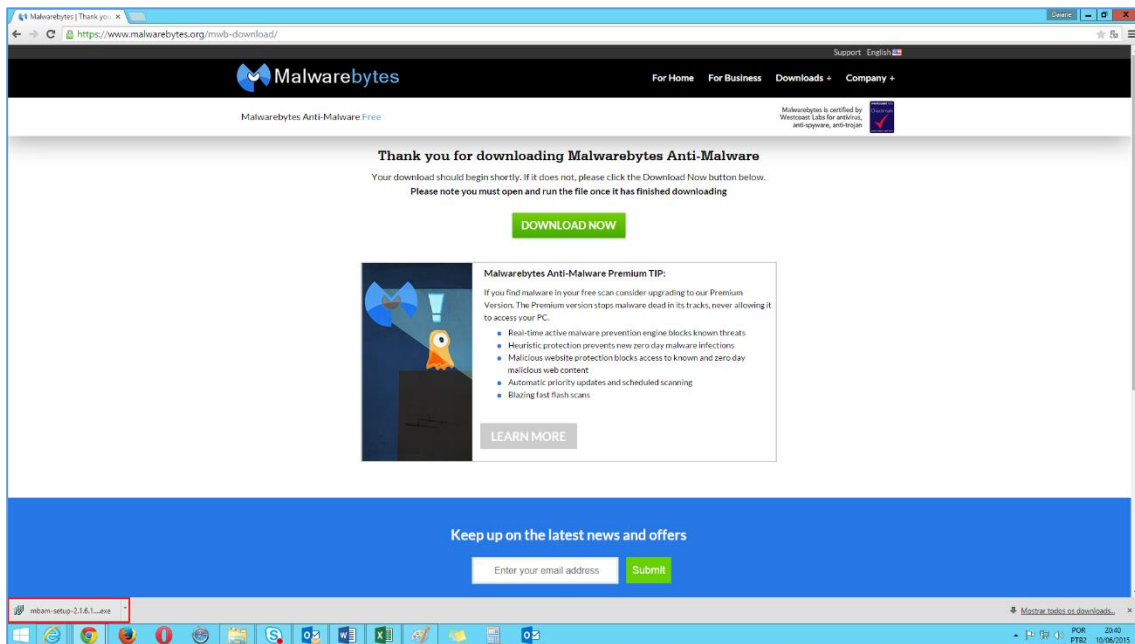 Malwarebytes | Thank you
Daiane
https://www.malwarebytes.org/mwb-download/
Support English
Malwarebytes
For Home For Business Downloads + Company +
Malwarebytes Anti-Malware Free
Malwarebytes is certified by
Westcoast Labs for antivirus,
anti-spyware, anti-trojan
Thank you for downloading Malwarebytes Anti-Malware
Your download should begin shortly. If it does not, please click the Download Now button below.
Please note you must open and run the file once it has finished downloading
DOWNLOAD NOW
Malwarebytes Anti-Malware Premium TIP:
If you find malware in your free scan consider upgrading to our Premium
Version. The Premium version stops malware dead in its tracks, never allowing it
to access your PC.
Real-time active malware prevention engine blocks known threats
Heuristic protection prevents new zero day malware infections
Malicious website protection blocks access to known and zero day
malicious web content
Automatic priority updates and scheduled scanning
Blazing fast flash scans
LEARN MORE
Keep up on the latest news and offers
Enter your email address Submit
mbam-setup-2.1.6.1....exe
Mostrar todos os downloads...
POR 20:40
PTB2 10/06/2015